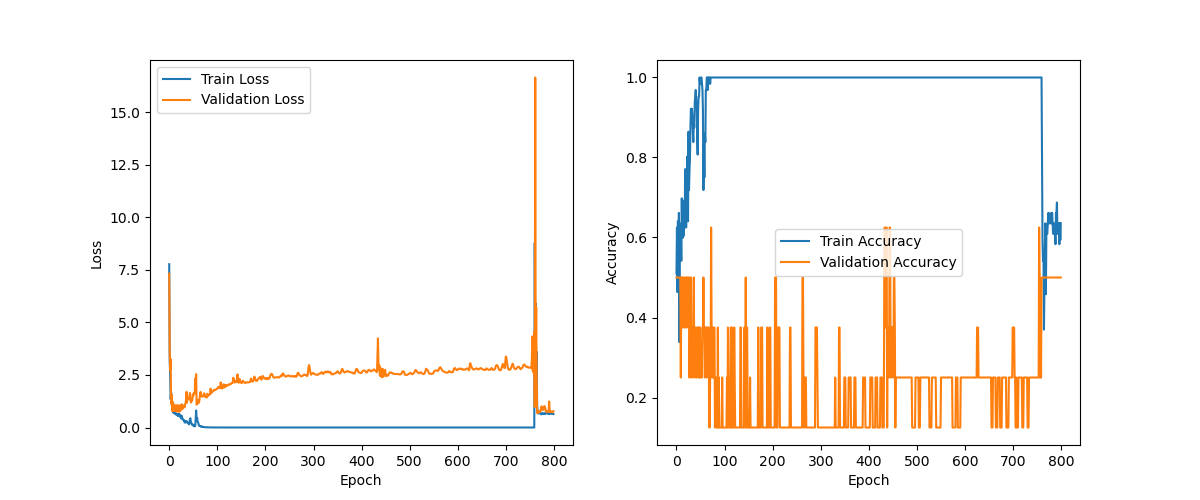 Train Loss
Validation Loss
15.0
12.5
10.0
7.5
5.0
2.5
0.0
Loss
0 100 200 300 400 500 600 700 800
Epoch
1.0
0.8
0.6
0.4
0.2
Accuracy
Train Accuracy
Validation Accuracy
0 100 200 300 400 500 600 700 800
Epoch